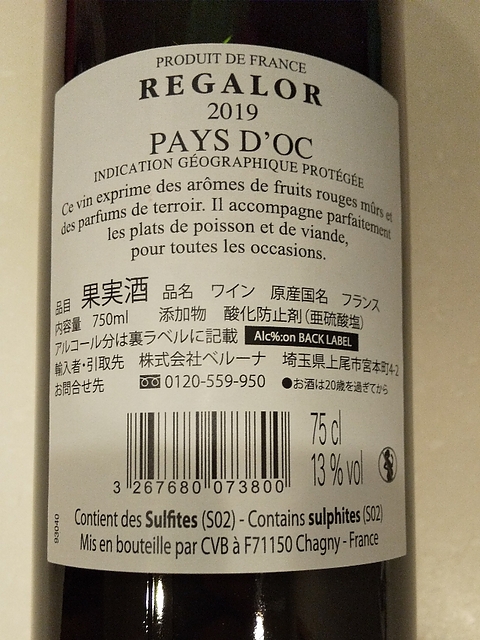 PRODUIT DE FRANCE
REGALOR
2019
PAYS D'OC
INDICATION GÉOGRAPHIQUE PROTÉGÉE
Ce vin exprime des arômes de fruits rouges mûrs et
des parfums de terroir. Il accompagne parfaitement
les plats de poisson et de viande,
pour toutes les occasions.
品目 果実酒 品名 ワイン 原産国名 フランス
内容量 750ml 添加物 酸化防止剤(亜硫酸塩)
アルコール分は裏ラベルに記載 Alc%:on BACK LABEL
輸入者・引取先 株式会社ベルーナ 埼玉県上尾市宮本町4-2
お問合せ先 0120-559-950 ●お酒は20歳を過ぎてから
75 cl
13 % vol
3 267680 073800
93040
Contient des Sulfites (S02) - Contains sulphites (S02)
Mis en bouteille par CVB à F71150 Chagny - France